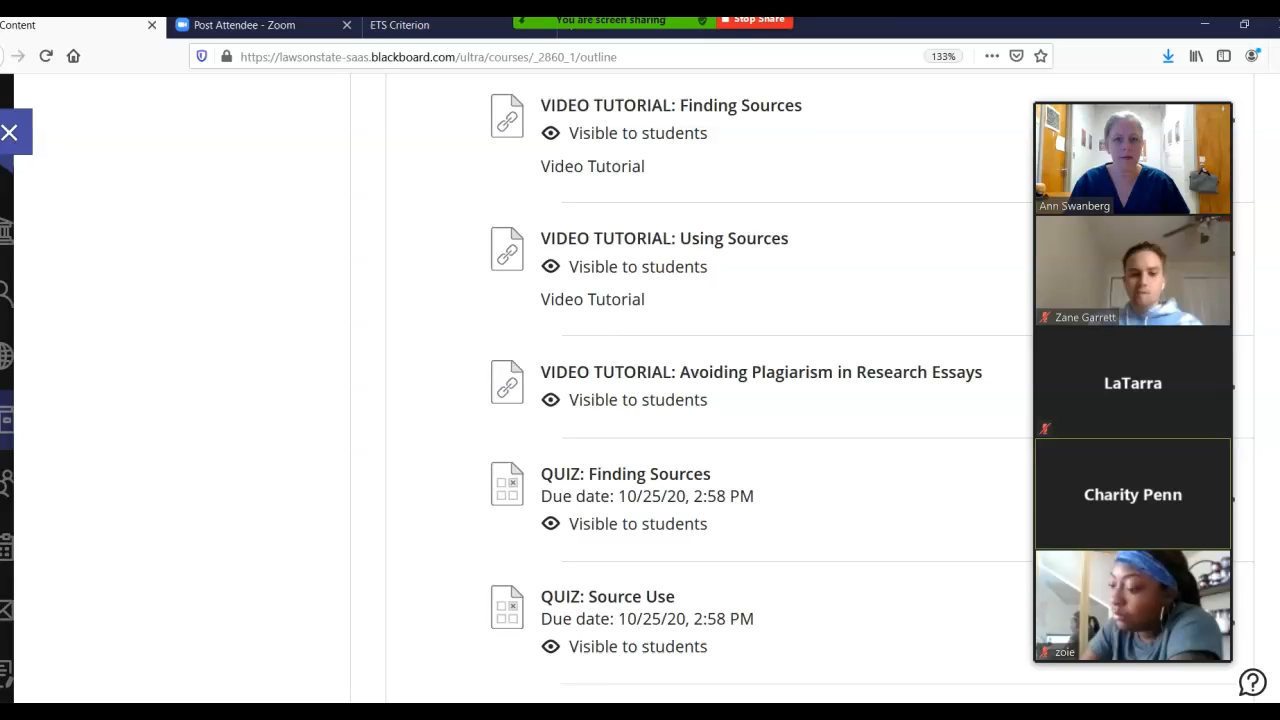 Content
Post Attendee - Zoom
ETS Criterion
You are screen sharing
Stop Share
https://lawsonstate-saas.blackboard.com/ultra/courses/_2860_1/outline
133%
VIDEO TUTORIAL: Finding Sources
Visible to students
Video Tutorial
VIDEO TUTORIAL: Using Sources
Visible to students
Video Tutorial
VIDEO TUTORIAL: Avoiding Plagiarism in Research Essays
Visible to students
QUIZ: Finding Sources
Due date: 10/25/20, 2:58 PM
Visible to students
QUIZ: Source Use
Due date: 10/25/20, 2:58 PM
Visible to students
Ann Swanberg
Zane Garrett
LaTarra
Charity Penn
zoie